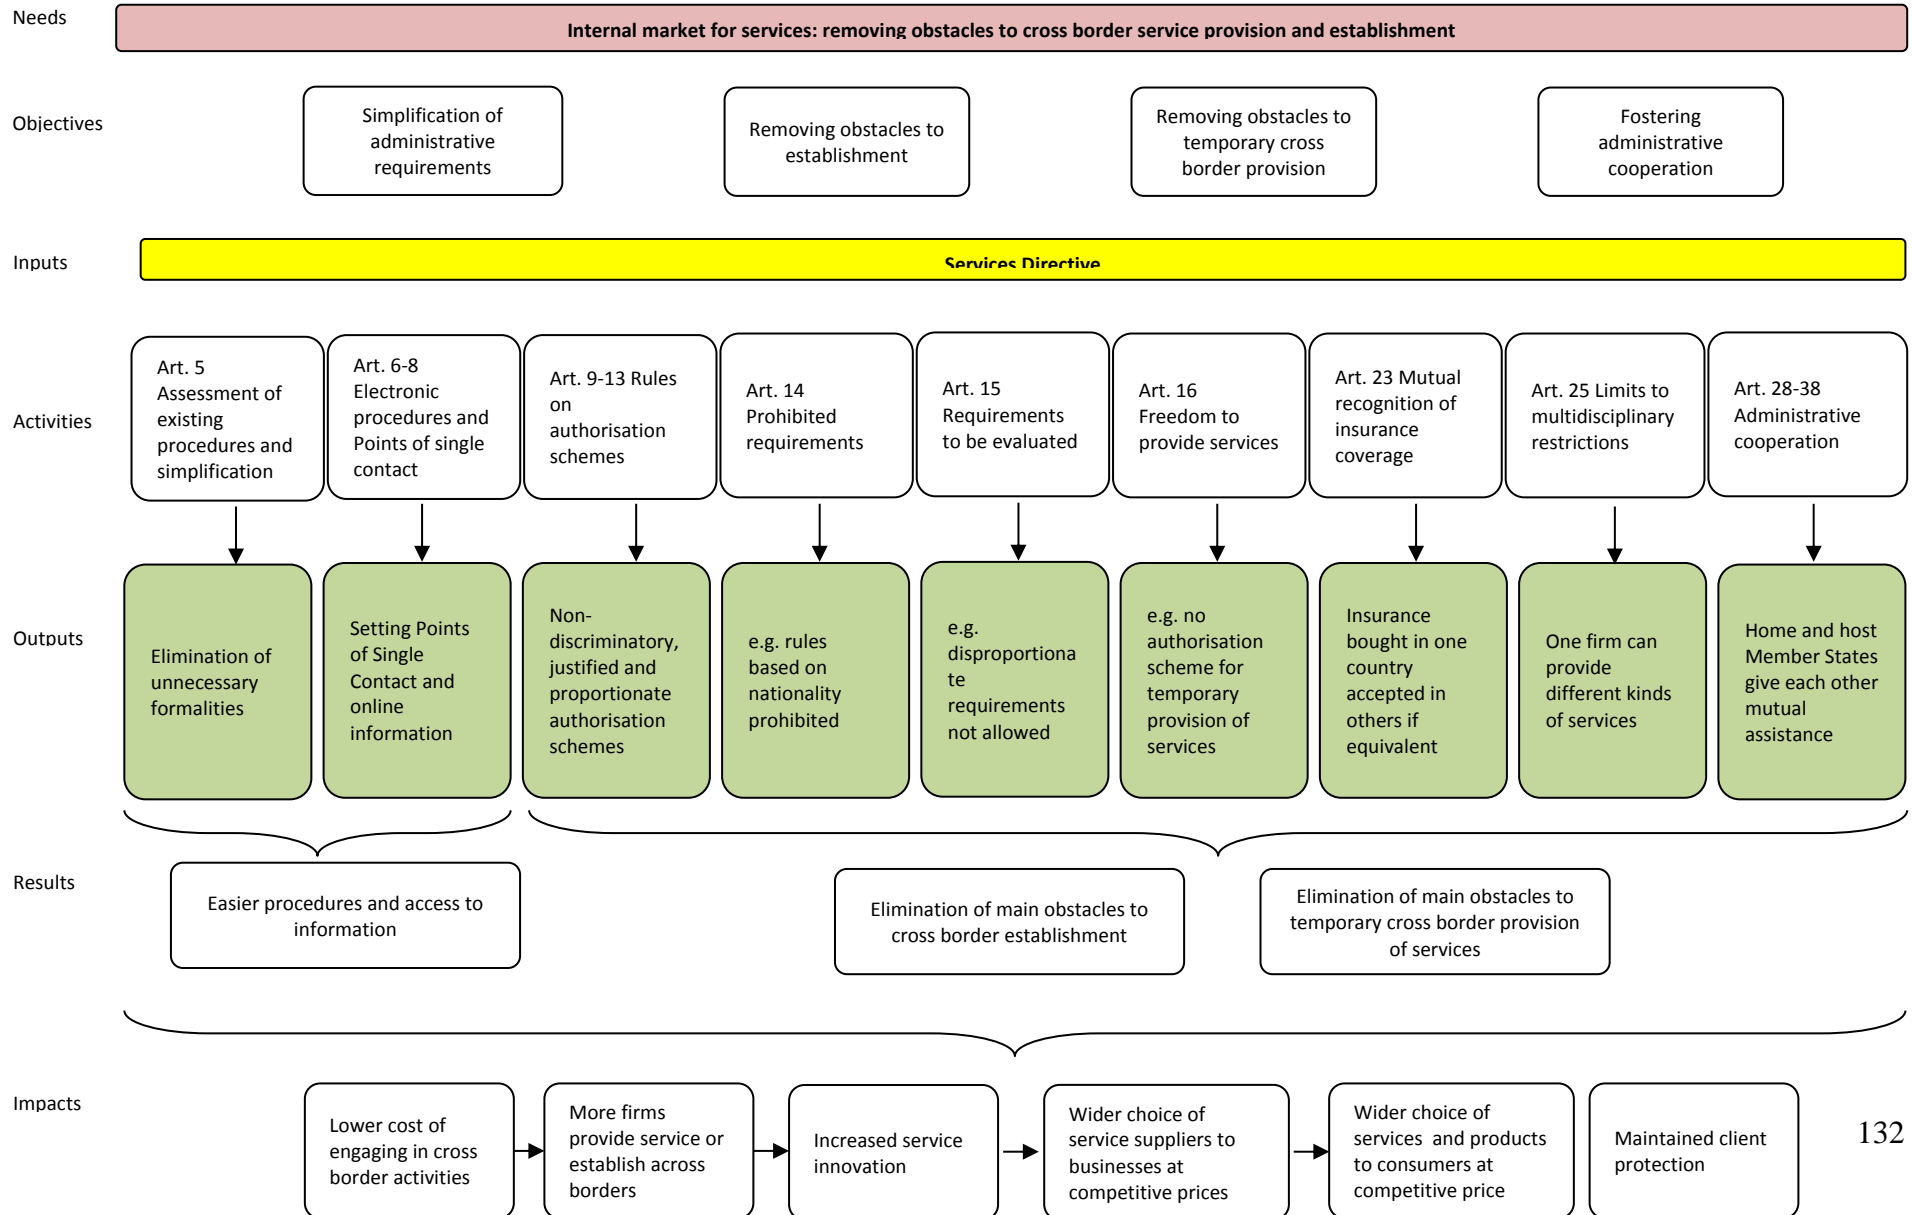 Needs
Internal market for services: removing obstacles to cross border service provision and establishment
Objectives
Simplification of
administrative
requirements
Removing obstacles to
establishment
Removing obstacles to
temporary cross
border provision
Fostering
administrative
cooperation
Inputs
Services Directive
Activities
Art. 5
Assessment of
existing
procedures and
simplification
Art. 6-8
Electronic
procedures and
Points of single
contact
Art. 9-13 Rules
on
authorisation
schemes
Art. 14
Prohibited
requirements
Art. 15
Requirements
to be evaluated
Art. 16
Freedom to
provide services
Art. 23 Mutual
recognition of
insurance
coverage
Art. 25 Limits to
multidisciplinary
restrictions
Art. 28-38
Administrative
cooperation
Outputs
Elimination of
unnecessary
formalities
Setting Points
of Single
Contact and
online
information
Non-
discriminatory,
justified and
proportionate
authorisation
schemes
e.g. rules
based on
nationality
prohibited
e.g.
disproportiona
te
requirements
not allowed
e.g. no
authorisation
scheme for
temporary
provision of
services
Insurance
bought in one
country
accepted in
others if
equivalent
One firm can
provide
different kinds
of services
Home and host
Member States
give each other
mutual
assistance
Results
Easier procedures and access to
information
Elimination of main obstacles to
cross border establishment
Elimination of main obstacles to
temporary cross border provision
of services
Impacts
Lower cost of
engaging in cross
border activities
More firms
provide service or
establish across
borders
Increased service
innovation
Wider choice of
service suppliers to
businesses at
competitive prices
Wider choice of
services and products
to consumers at
competitive price
Maintained client
protection
132